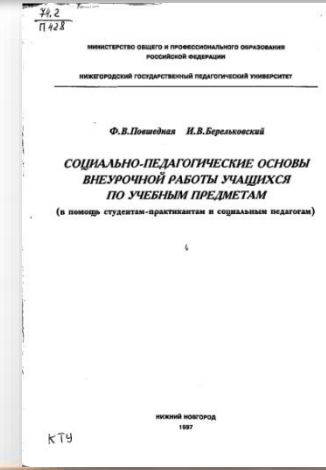 74.2
П428
МИНИСТЕРСТВО ОБЩЕГО И ПРОФЕССИОНАЛЬНОГО ОБРАЗОВАНИЯ
РОССИЙСКОЙ ФЕДЕРАЦИИ
НИЖЕГОРОДСКИЙ ГОСУДАРСТВЕННЫЙ ПЕДАГОГИЧЕСКИЙ УНИВЕРСИТЕТ
Ф.В.Повшедная И.В.Берельковский
СОЦИАЛЬНО-ПЕДАГОГИЧЕСКИЕ ОСНОВЫ
ВНЕУРОЧНОЙ РАБОТЫ УЧАЩИХСЯ
ПО УЧЕБНЫМ ПРЕДМЕТАМ
(в помощь студентам-практикантам и социальным педагогам)
НИЖНИЙ НОВГОРОД
1997
КТУ